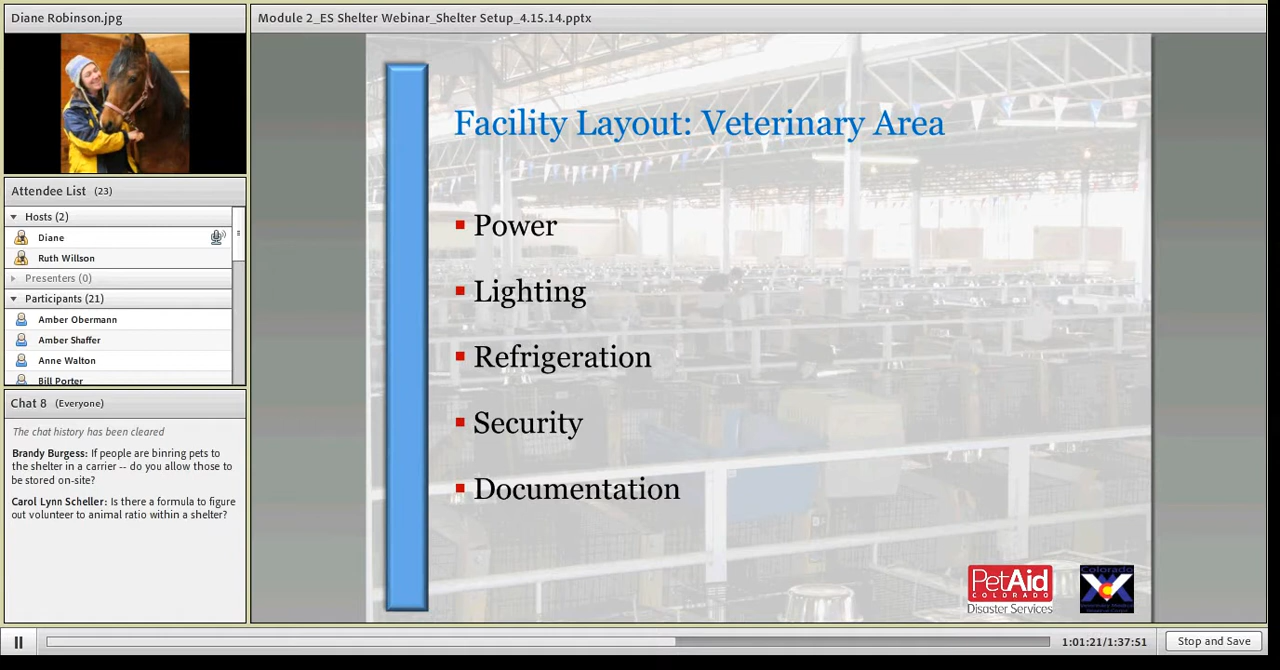 Diane Robinson.jpg
Module 2_ES Shelter Webinar_Shelter Setup_4.15.14.pptx
Attendee List (23)
Hosts (2)
Diane
Ruth Willson
Presenters (0)
Participants (21)
Amber Obermann
Amber Shaffer
Anne Walton
Bill Porter
Chat 8 (Everyone)
The chat history has been cleared
Brandy Burgess: If people are binring pets to
the shelter in a carrier -- do you allow those to
be stored on-site?
Carol Lynn Scheller: Is there a formula to figure
out volunteer to animal ratio within a shelter?
Facility Layout: Veterinary Area
Power
Lighting
Refrigeration
Security
Documentation
PetAid
COLORADO
Disaster Services
Colorado
1:01:21/1:37:51
Stop and Save